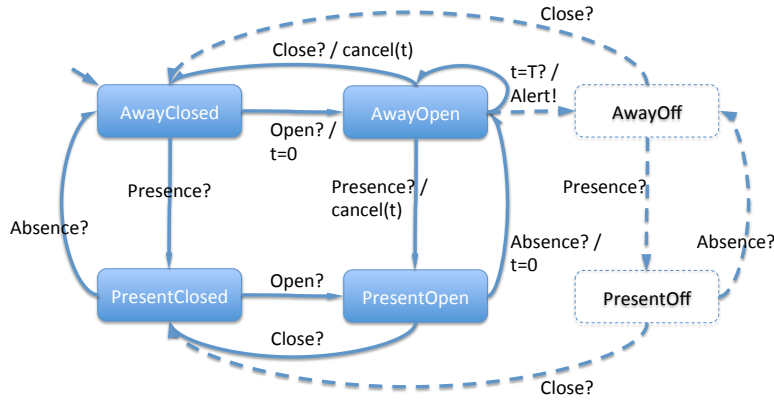 Close?
Close? / cancel(t)
t=T? /
Alert!
AwayClosed
AwayOpen
AwayOff
Open? /
t=0
Presence?
Presence? /
cancel(t)
Presence?
Absence?
Absence? /
t=0
Absence?
PresentClosed
Open?
PresentOpen
PresentOff
Close?
Close?